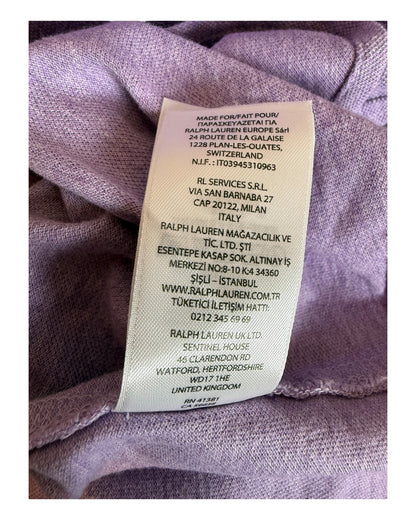 MADE FOR/FAIT POUR/
ΠΑΡΑΣΚΕΥΑΖΕΤΑΙ ΓΙΑ
RALPH LAUREN EUROPE Sárl
24 ROUTE DE LA GALAISE
1228 PLAN-LES-OUATES,
SWITZERLAND
N.I.F. : IT03945310963
RL SERVICES S.R.L.
VIA SAN BARNABA 27
CAP 20122, MILAN
ITALY
RALPH LAUREN MAĞAZACILIK VE
TİC. LTD. ŞTİ
ESENTEPE KASAP SOK. ALTINAY İŞ
MERKEZİ NO:8-10 K:4 34360
ŞİŞLİ – İSTANBUL
WWW.RALPHLAUREN.COM.TR
TÜKETİCİ İLETİŞİM HATTI:
0212 345 69 69
RALPH LAUREN UK LTD.
SENTINEL HOUSE
46 CLARENDON RD
WATFORD, HERTFORDSHIRE
WD17 1HE
UNITED KINGDOM
RN 41381
CA